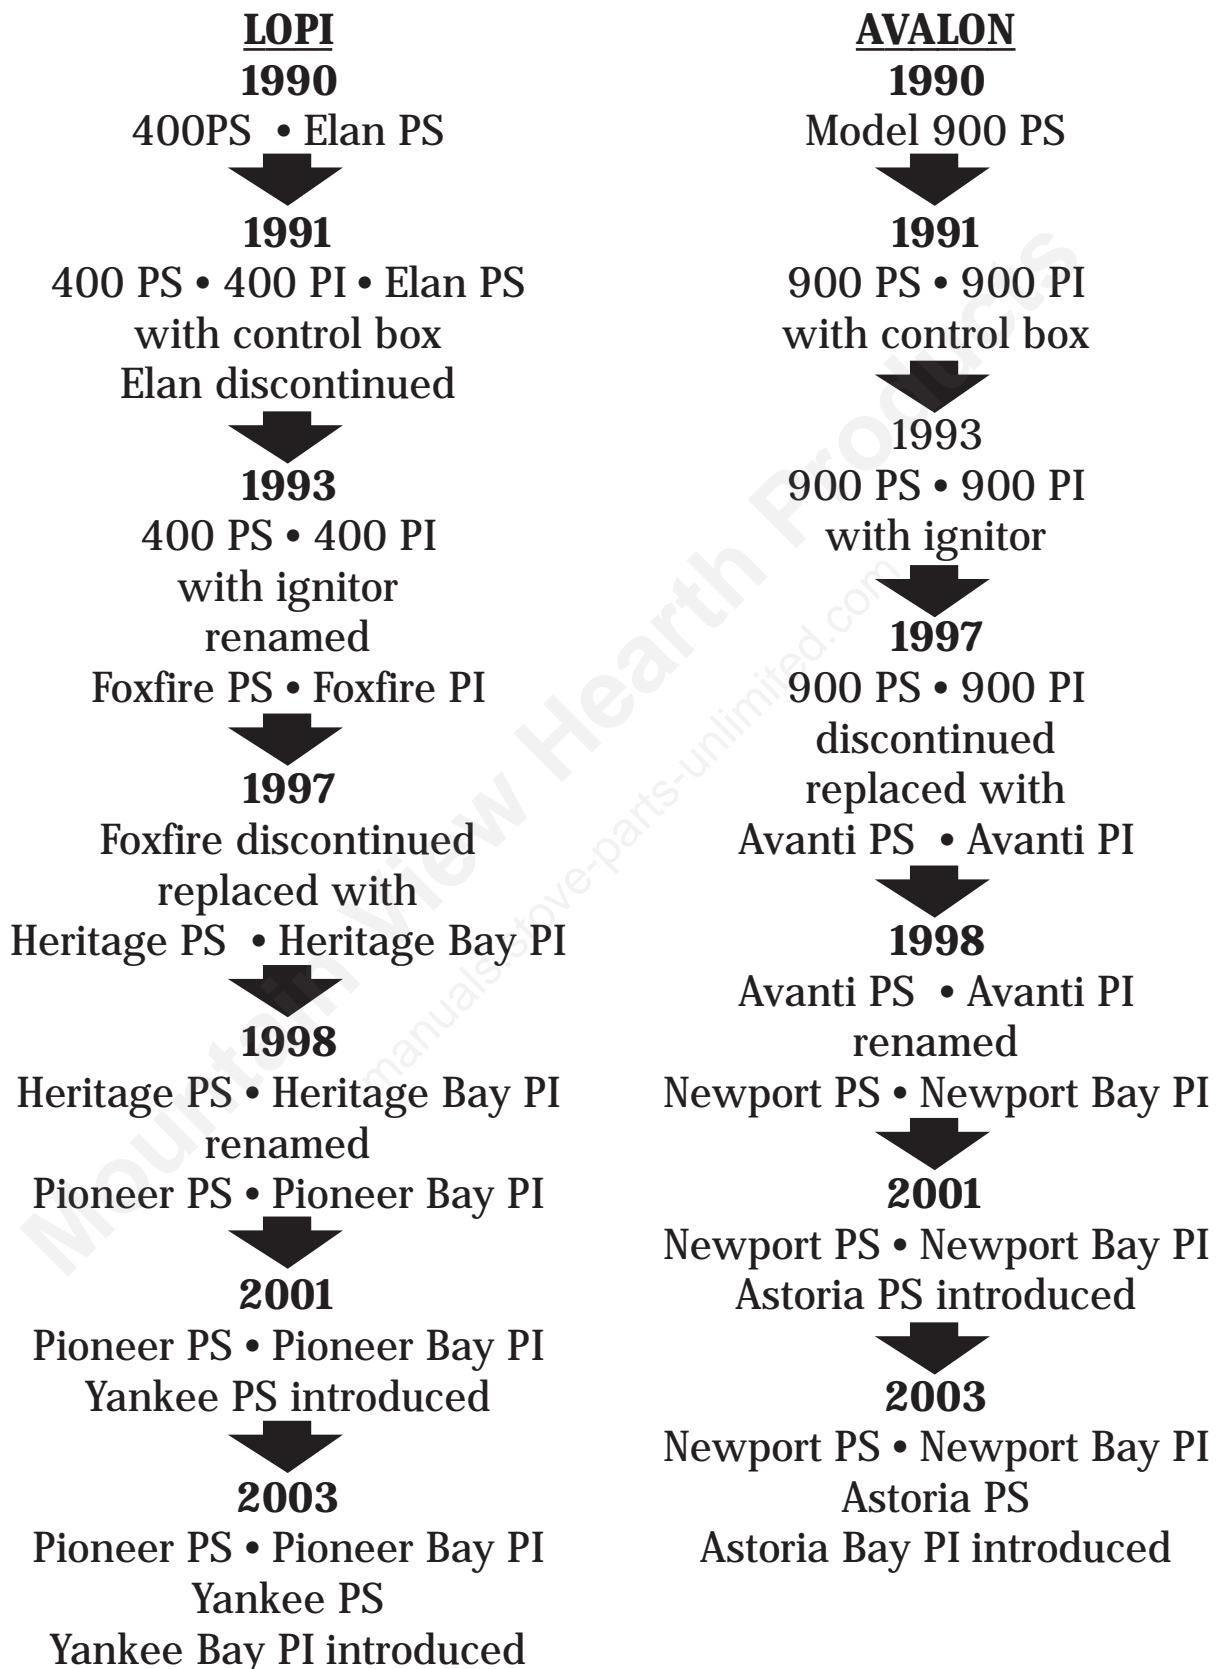 LOPI
1990
400PS • Elan PS
1991
400 PS • 400 PI • Elan PS
with control box
Elan discontinued
1993
400 PS • 400 PI
with ignitor
renamed
Foxfire PS • Foxfire PI
1997
Foxfire discontinued
replaced with
Heritage PS • Heritage Bay PI
1998
Heritage PS • Heritage Bay PI
renamed
Pioneer PS • Pioneer Bay PI
2001
Pioneer PS • Pioneer Bay PI
Yankee PS introduced
2003
Pioneer PS • Pioneer Bay PI
Yankee PS
Yankee Bay PI introduced
AVALON
1990
Model 900 PS
1991
900 PS • 900 PI
with control box
1993
900 PS • 900 PI
with ignitor
1997
900 PS • 900 PI
discontinued
replaced with
Avanti PS • Avanti PI
1998
Avanti PS • Avanti PI
renamed
Newport PS • Newport Bay PI
2001
Newport PS • Newport Bay PI
Astoria PS introduced
2003
Newport PS • Newport Bay PI
Astoria PS
Astoria Bay PI introduced
Mountain View Hearth Products
manuals.stove-parts-unlimited.com